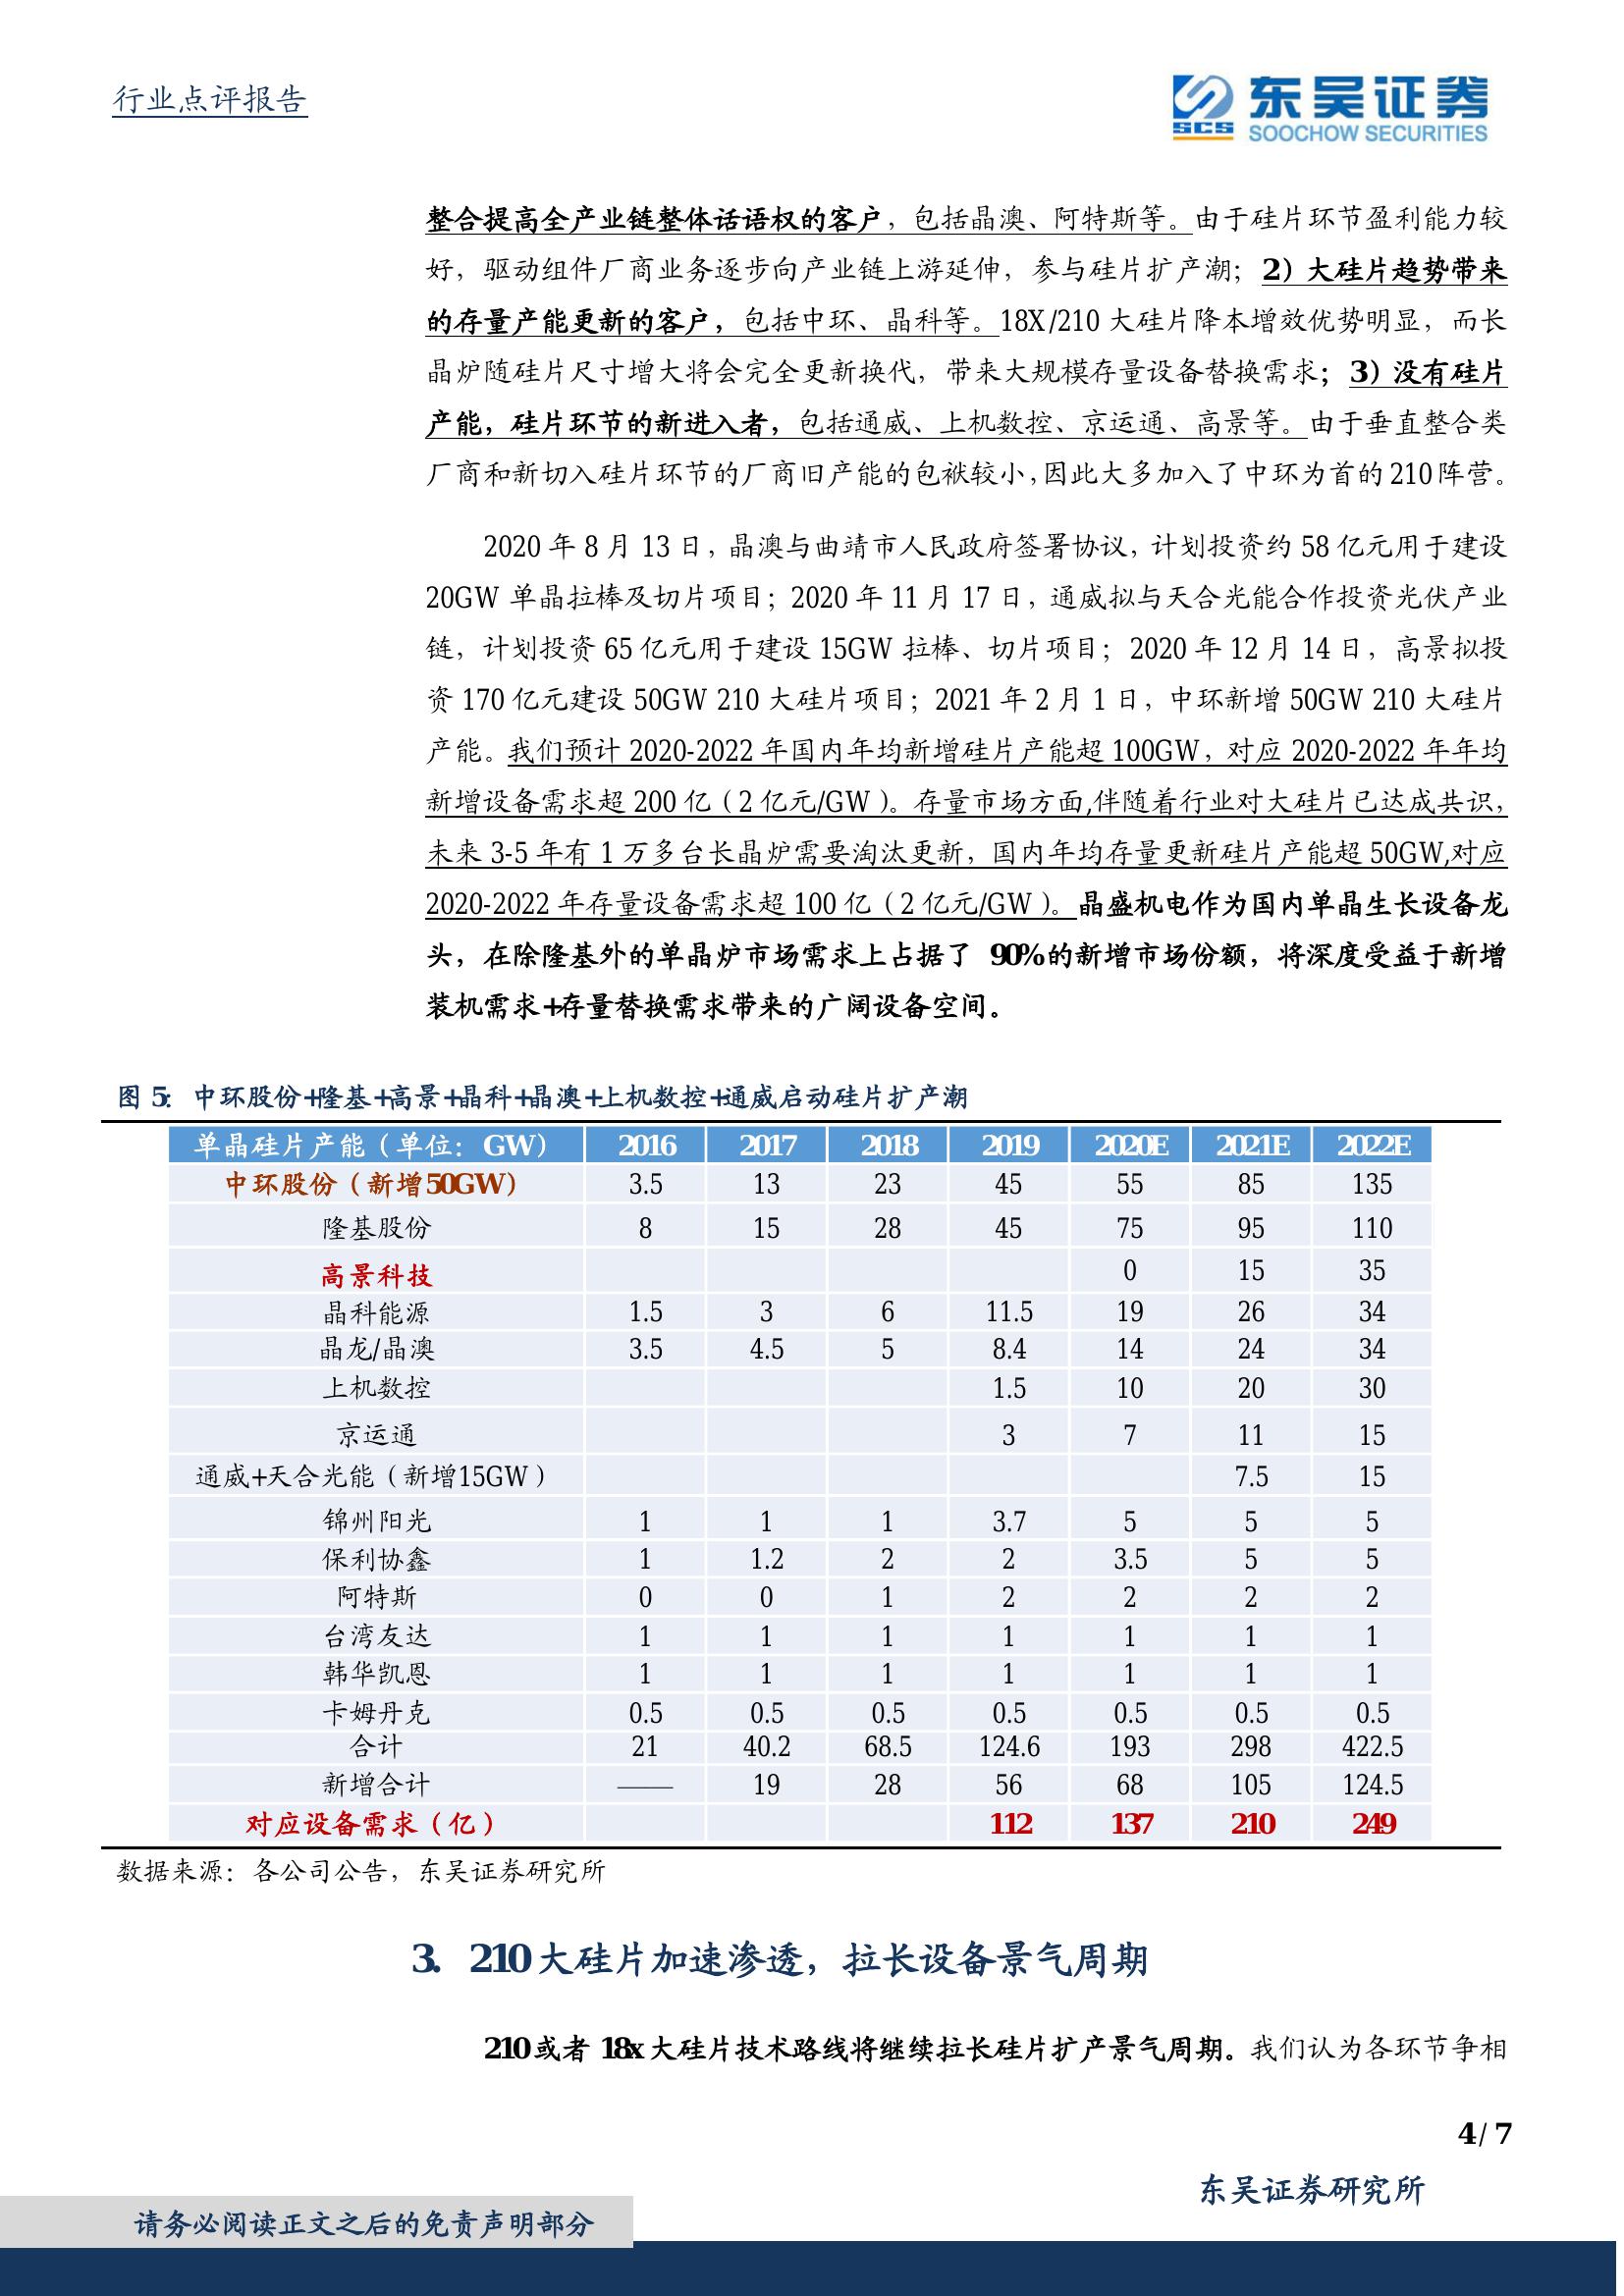 行业点评报告
东吴证券
SCS
SOOCHOW SECURITIES
整合提高全产业链整体话语权的客户，包括晶澳、阿特斯等。由于硅片环节盈利能力较
好，驱动组件厂商业务逐步向产业链上游延伸，参与硅片扩产潮；2）大硅片趋势带来
的存量产能更新的客户，包括中环、晶科等。18X/210 大硅片降本增效优势明显，而长
晶炉随硅片尺寸增大将会完全更新换代，带来大规模存量设备替换需求；3）没有硅片
产能，硅片环节的新进入者，包括通威、上机数控、京运通、高景等。由于垂直整合类
厂商和新切入硅片环节的厂商旧产能的包袱较小，因此大多加入了中环为首的 210 阵营。
2020 年 8 月 13 日，晶澳与曲靖市人民政府签署协议，计划投资约 58 亿元用于建设
20GW 单晶拉棒及切片项目；2020 年 11 月 17 日，通威拟与天合光能合作投资光伏产业
链，计划投资 65 亿元用于建设 15GW 拉棒、切片项目；2020 年 12 月 14 日，高景拟投
资 170 亿元建设 50GW 210 大硅片项目；2021 年 2 月 1 日，中环新增 50GW 210 大硅片
产能。我们预计 2020-2022 年国内年均新增硅片产能超 100GW，对应 2020-2022 年年均
新增设备需求超 200 亿（2 亿元/GW）。存量市场方面,伴随着行业对大硅片已达成共识，
未来 3-5 年有 1 万多台长晶炉需要淘汰更新，国内年均存量更新硅片产能超 50GW,对应
2020-2022 年存量设备需求超 100 亿（2 亿元/GW）。晶盛机电作为国内单晶生长设备龙
头，在除隆基外的单晶炉市场需求上占据了 90%的新增市场份额，将深度受益于新增
装机需求+存量替换需求带来的广阔设备空间。
图 5： 中环股份+隆基+高景+晶科+晶澳+上机数控+通威启动硅片扩产潮
单晶硅片产能（单位：GW） 2016 2017 2018 2019 2020E 2021E 2022E
中环股份（新增50GW） 3.5 13 23 45 55 85 135
隆基股份 8 15 28 45 75 95 110
高景科技 0 15 35
晶科能源 1.5 3 6 11.5 19 26 34
晶龙/晶澳 3.5 4.5 5 8.4 14 24 34
上机数控 1.5 10 20 30
京运通 3 7 11 15
通威+天合光能（新增15GW） 7.5 15
锦州阳光 1 1 1 3.7 5 5 5
保利协鑫 1 1.2 2 2 3.5 5 5
阿特斯 0 0 1 2 2 2 2
台湾友达 1 1 1 1 1 1 1
韩华凯恩 1 1 1 1 1 1 1
卡姆丹克 0.5 0.5 0.5 0.5 0.5 0.5 0.5
合计 21 40.2 68.5 124.6 193 298 422.5
新增合计 —— 19 28 56 68 105 124.5
对应设备需求（亿） 112 137 210 249
数据来源：各公司公告，东吴证券研究所
3. 210 大硅片加速渗透，拉长设备景气周期
210 或者 18x 大硅片技术路线将继续拉长硅片扩产景气周期。我们认为各环节争相
4 / 7
东吴证券研究所
请务必阅读正文之后的免责声明部分